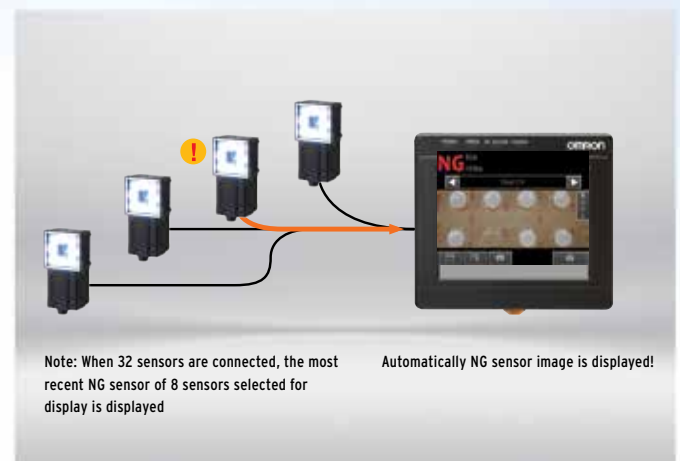 !
OMRON
NG
Note: When 32 sensors are connected, the most
recent NG sensor of 8 sensors selected for
display is displayed
Automatically NG sensor image is displayed!